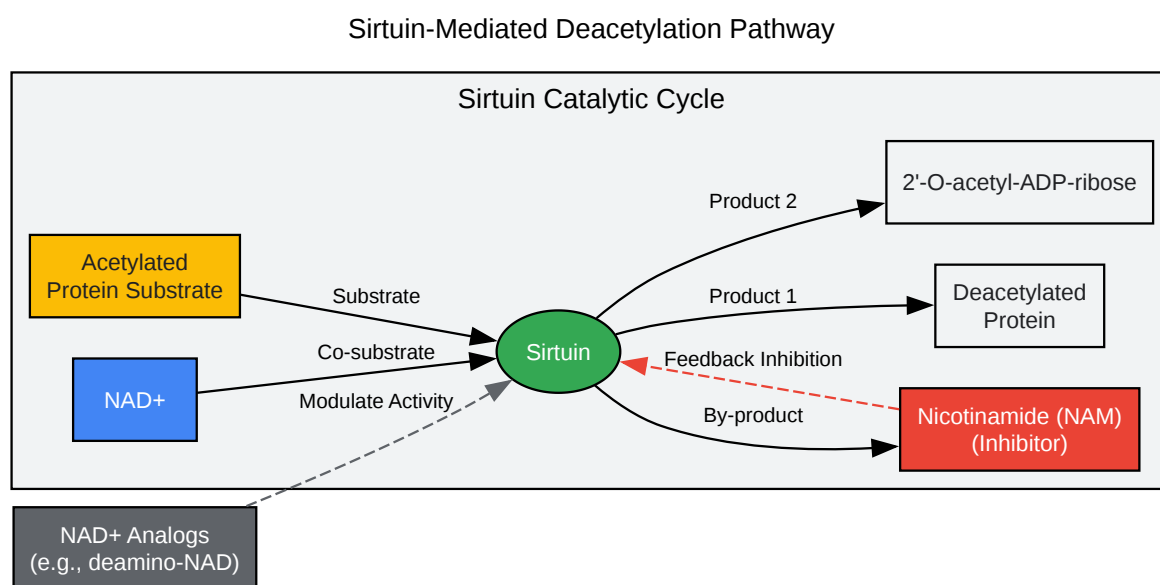 Sirtuin-Mediated Deacetylation Pathway
Sirtuin Catalytic Cycle
2'-O-acetyl-ADP-ribose
Product 2
Acetylated
Protein Substrate
Substrate
Product 1
Deacetylated
Protein
Sirtuin
Co-substrate
Feedback Inhibition
NAD+
Modulate Activity
By-product
Nicotinamide (NAM)
(Inhibitor)
NAD+ Analogs
(e.g., deamino-NAD)